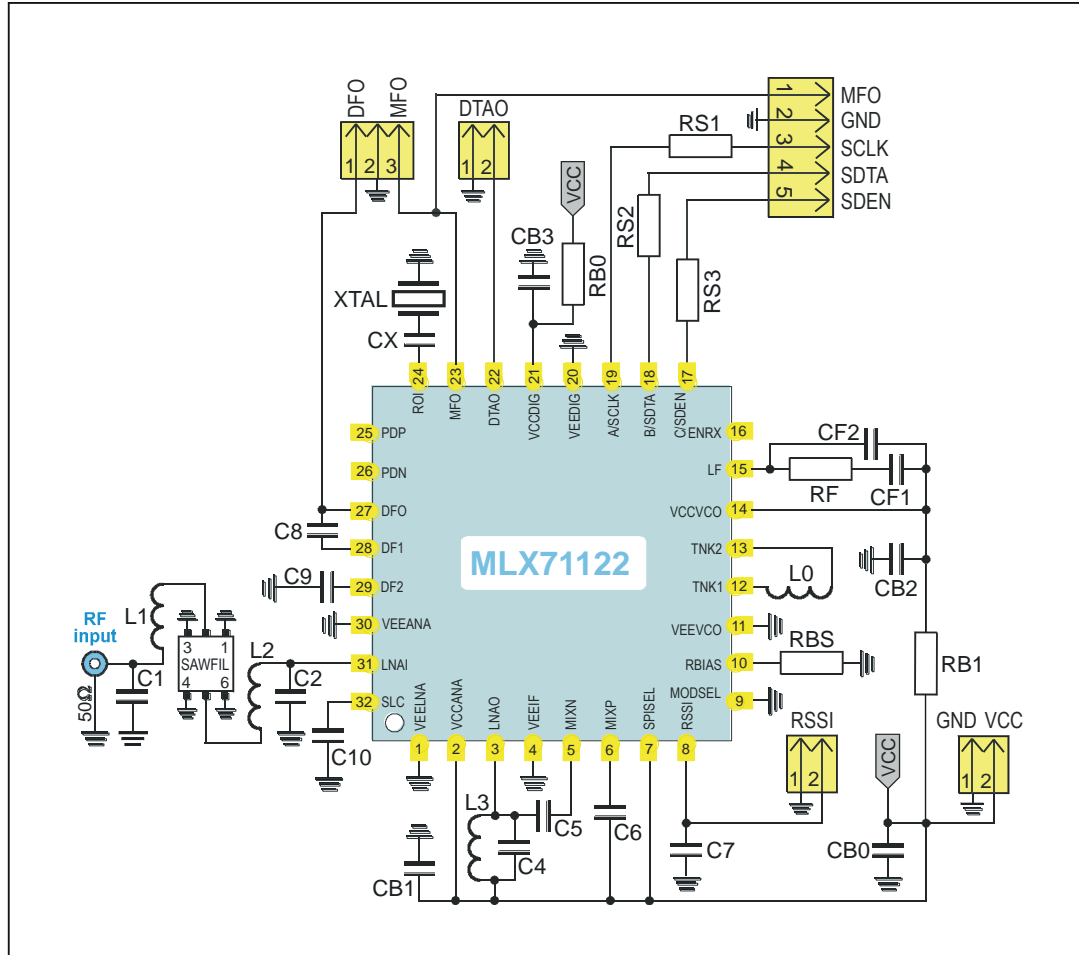 DFO
MFO
DTAO
1
2
3
1
2
1
2
3
4
5
MFO
GND
SCLK
SDTA
SDEN
RS1
RS2
RS3
VCC
CB3
RB0
XTAL
CX
24
23
22
21
20
19
18
17
ROI
MFO
DTAO
VCCDIG
VEEDIG
A/SCLK
B/SDTA
C/SDEN
25 PDP
26 PDN
27 DFO
28 DF1
29 DF2
30 VEEANA
31 LNAI
32 SLC
ENRX 16
LF 15
VCCVCO 14
TNK2 13
TNK1 12
VEEVCO 11
RBIAS 10
MODSEL 9
MLX71122
CF2
RF
CF1
CB2
L0
RBS
RB1
C8
C9
L1
RF
input
50Ω
C1
3
1
SAWFIL
4
6
L2
C2
C10
VEELNA
VCCANA
LNAO
VEEIF
MIXN
MIXP
SPISEL
RSSI
1
2
3
4
5
6
7
8
L3
C4
C5
C6
C7
CB1
RSSI
1
2
VCC
CB0
GND VCC
1
2